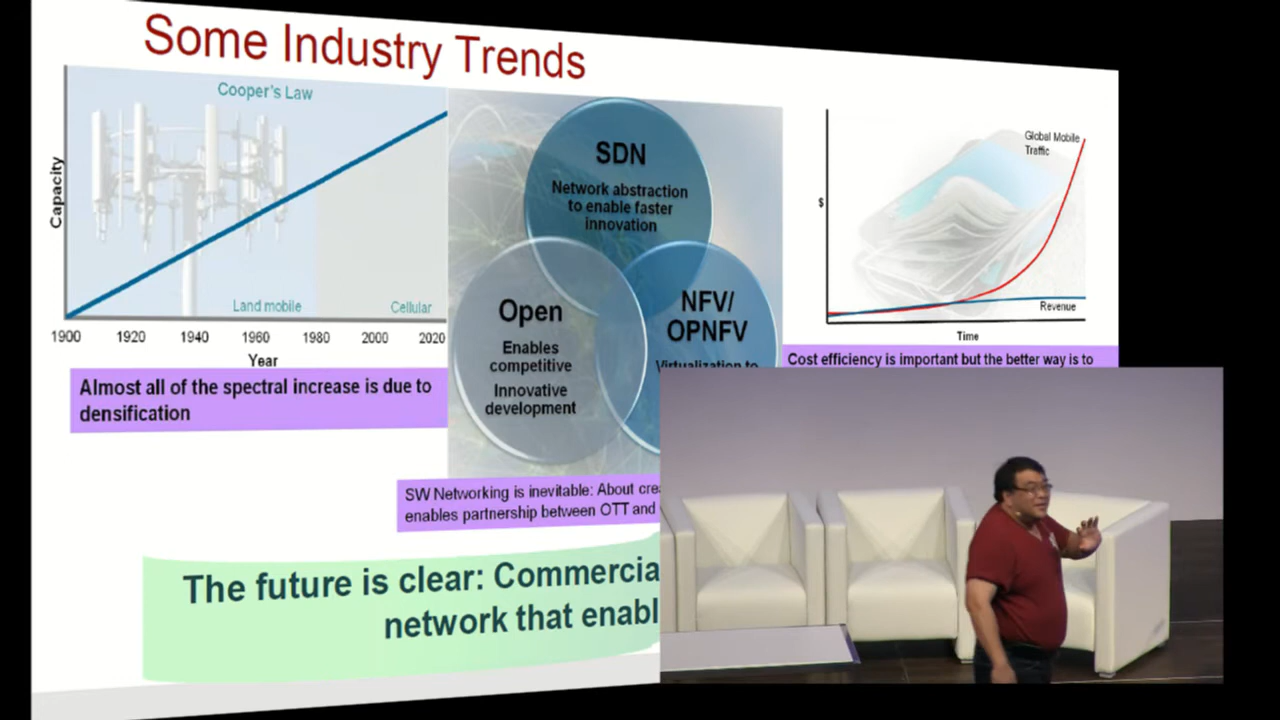 Some Industry Trends
Cooper's Law
Capacity
Land mobile
Cellular
1900 1920 1940 1960 1980 2000 2020
Year
Almost all of the spectral increase is due to
densification
SDN
Network abstraction
to enable faster
innovation
Open
Enables
competitive
Innovative
development
NFV/
OPNFV
Virtualization to
SW Networking is inevitable: About
enables partnership between OTT and
Global Mobile
Traffic
$
Revenue
Time
Cost efficiency is important but the better way is to
The future is clear:
network that